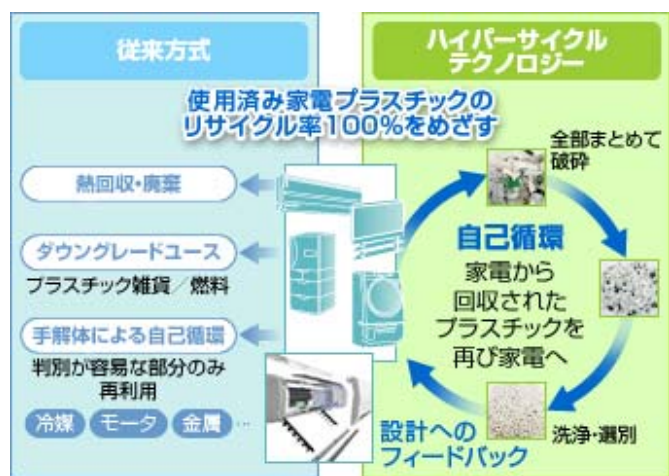 従来方式
ハイパーサイクル
テクノロジー
使用済み家電プラスチックの
リサイクル率100%をめざす
熱回収・廃棄
ダウングレードユース
プラスチック雑貨／燃料
手解体による自己循環
判別が容易な部分のみ
再利用
冷媒 モータ 金属 …
全部まとめて
破砕
自己循環
家電から
回収された
プラスチックを
再び家電へ
洗浄・選別
設計への
フィードバック